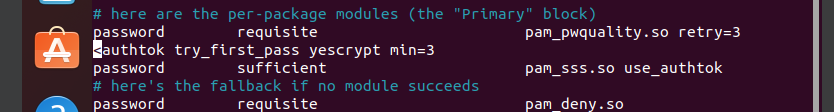 # here are the per-package modules (the "Primary" block)
password requisite pam_pwquality.so retry=3
<authtok try_first_pass yescrypt min=3
password sufficient pam_sss.so use_authtok
# here's the fallback if no module succeeds
password requisite pam_deny.so